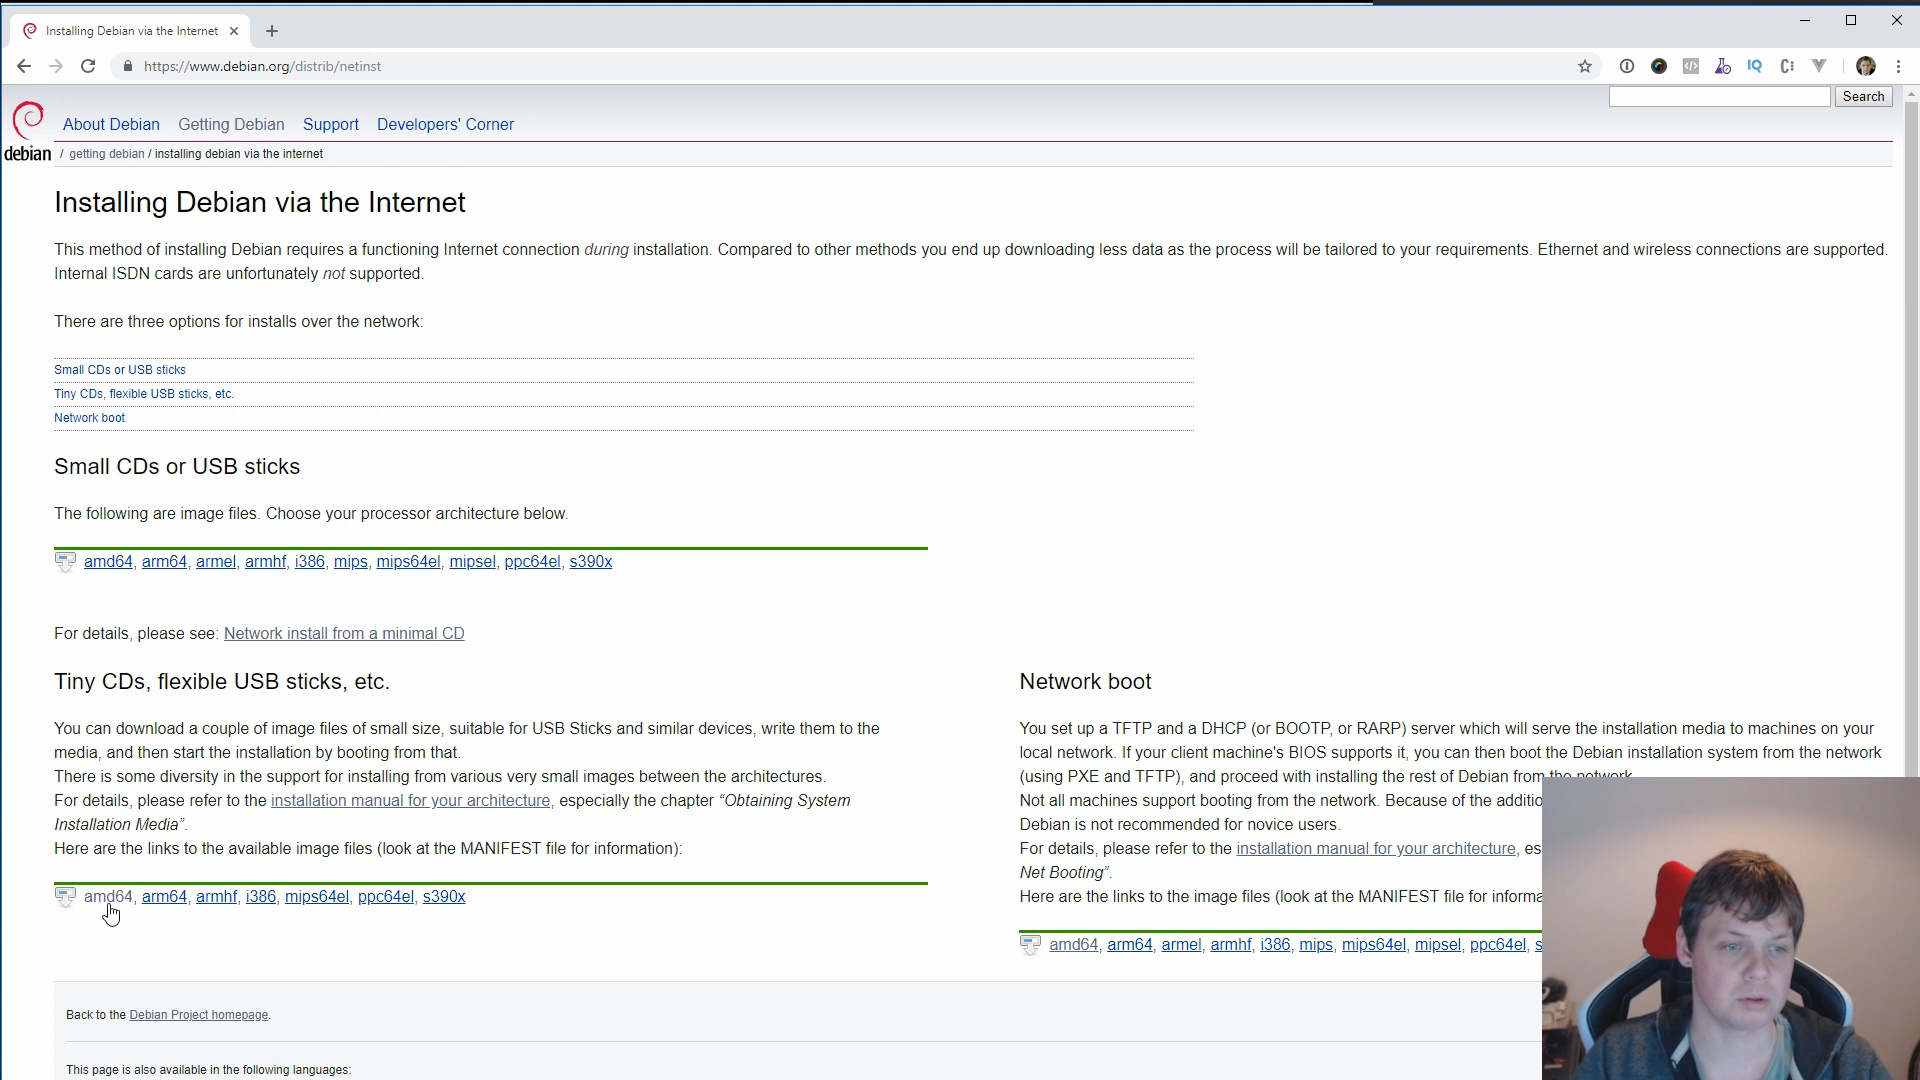 Installing Debian via the Internet
https://www.debian.org/distrib/netinst
IQ
Search
About Debian Getting Debian Support Developers' Corner
debian / getting debian / installing debian via the internet
Installing Debian via the Internet
This method of installing Debian requires a functioning Internet connection during installation. Compared to other methods you end up downloading less data as the process will be tailored to your requirements. Ethernet and wireless connections are supported.
Internal ISDN cards are unfortunately not supported.
There are three options for installs over the network:
Small CDs or USB sticks
Tiny CDs, flexible USB sticks, etc.
Network boot
Small CDs or USB sticks
The following are image files. Choose your processor architecture below.
amd64, arm64, armel, armhf, i386, mips, mips64el, mipsel, ppc64el, s390x
For details, please see: Network install from a minimal CD
Tiny CDs, flexible USB sticks, etc.
You can download a couple of image files of small size, suitable for USB Sticks and similar devices, write them to the
media, and then start the installation by booting from that.
There is some diversity in the support for installing from various very small images between the architectures.
For details, please refer to the installation manual for your architecture, especially the chapter “Obtaining System
Installation Media”.
Here are the links to the available image files (look at the MANIFEST file for information):
amd64, arm64, armhf, i386, mips64el, ppc64el, s390x
Network boot
You set up a TFTP and a DHCP (or BOOTP, or RARP) server which will serve the installation media to machines on your
local network. If your client machine's BIOS supports it, you can then boot the Debian installation system from the network
(using PXE and TFTP), and proceed with installing the rest of Debian from the network.
Not all machines support booting from the network. Because of the additio
Debian is not recommended for novice users.
For details, please refer to the installation manual for your architecture, es
Net Booting”.
Here are the links to the image files (look at the MANIFEST file for informa
amd64, arm64, armel, armhf, i386, mips, mips64el, mipsel, ppc64el, s
Back to the Debian Project homepage.
This page is also available in the following languages: